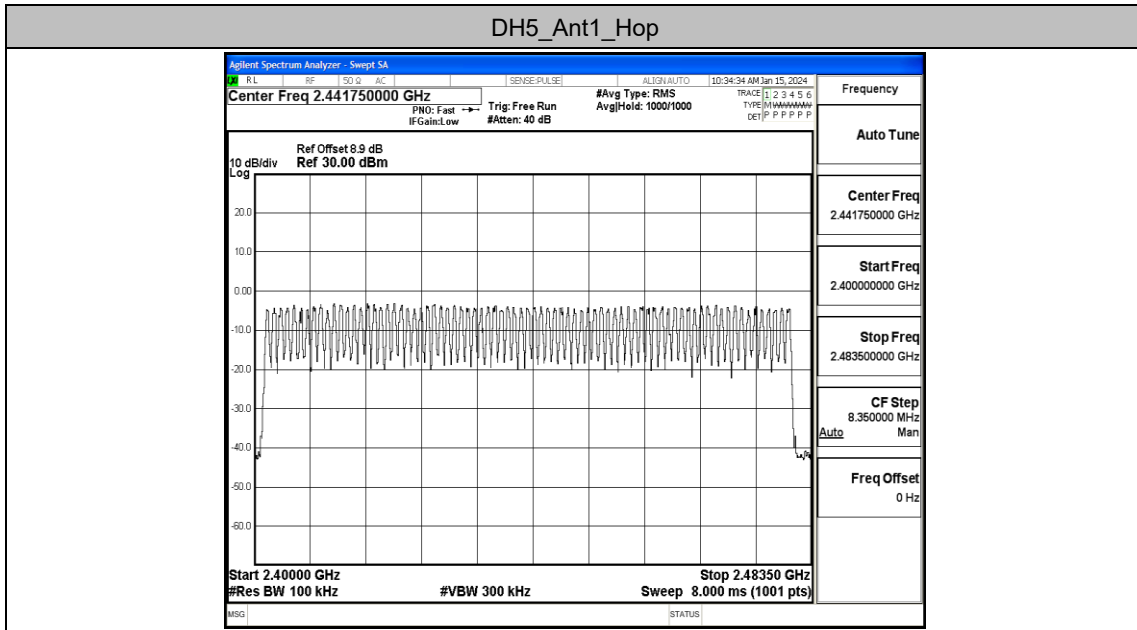 DH5_Ant1_Hop
Agilent Spectrum Analyzer - Swept SA
RL RF 50 Ω AC SENSE:PULSE ALIGNAUTO 10:34:34 AM Jan 15, 2024
Center Freq 2.441750000 GHz
PNO: Fast
IFGain:Low
Trig: Free Run
#Atten: 40 dB
#Avg Type: RMS
Avg|Hold: 1000/1000
TRACE 1 2 3 4 5 6
TYPE M WWWWW
DET P P P P P P
Ref Offset 8.9 dB
10 dB/div Ref 30.00 dBm
Log
20.0
10.0
0.00
-10.0
-20.0
-30.0
-40.0
-50.0
-60.0
Start 2.40000 GHz Stop 2.48350 GHz
#Res BW 100 kHz #VBW 300 kHz Sweep 8.000 ms (1001 pts)
MSG STATUS
Frequency
Auto Tune
Center Freq
2.441750000 GHz
Start Freq
2.400000000 GHz
Stop Freq
2.483500000 GHz
CF Step
8.350000 MHz
Auto Man
Freq Offset
0 Hz